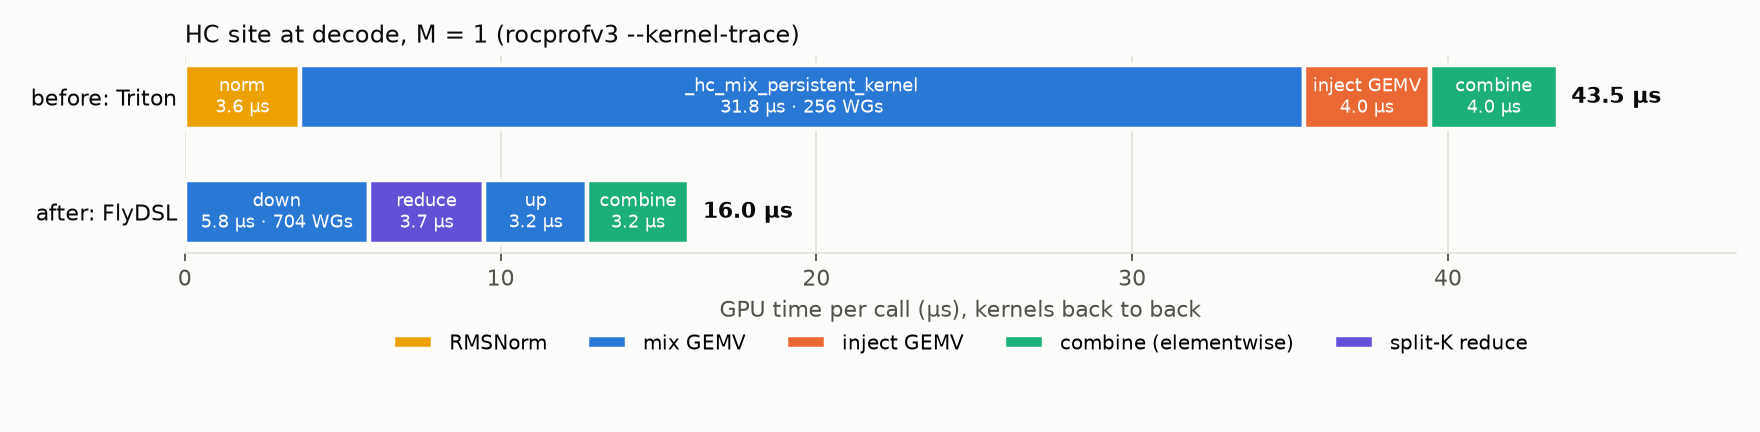 HC site at decode, M = 1 (rocprofv3 --kernel-trace)
before: Triton
norm
3.6 µs
_hc_mix_persistent_kernel
31.8 µs · 256 WGs
inject GEMV
4.0 µs
combine
4.0 µs
43.5 µs
after: FlyDSL
down
5.8 µs · 704 WGs
reduce
3.7 µs
up
3.2 µs
combine
3.2 µs
16.0 µs
0 10 20 30 40
GPU time per call (µs), kernels back to back
RMSNorm mix GEMV inject GEMV combine (elementwise) split-K reduce